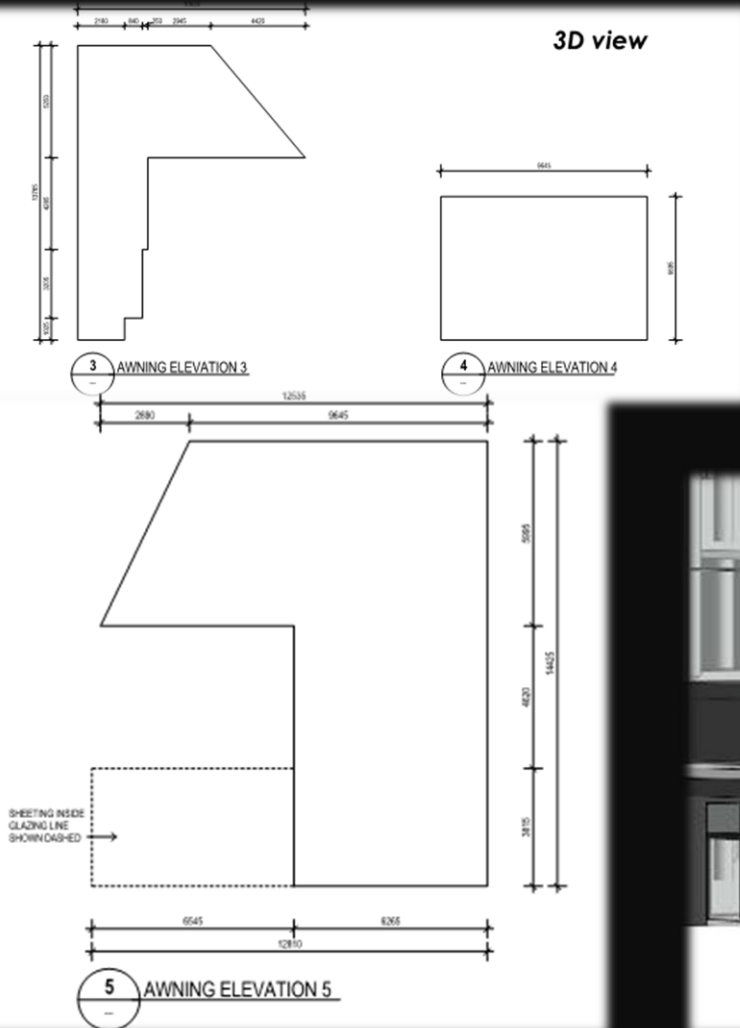 2180 840 253 2945 4420
3D view
9645
3
AWNING ELEVATION 3
4
AWNING ELEVATION 4
12535
2890 9645
4620
14425
3815
SHEETING INSIDE
GLAZING LINE
SHOWN DASHED
6545 6265
12810
5
AWNING ELEVATION 5